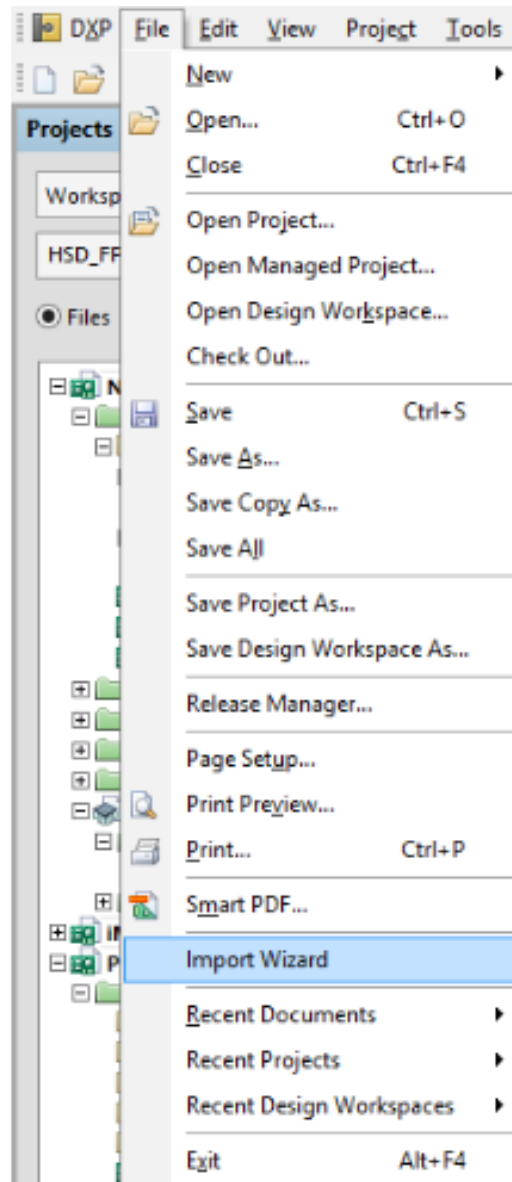 DXP File Edit View Project Tools
New
Projects
Open... Ctrl+O
Close Ctrl+F4
Worksp
Open Project...
HSD_FF
Open Managed Project...
Files
Open Design Workspace...
Check Out...
N
Save Ctrl+S
Save As...
Save Copy As...
Save All
Save Project As...
Save Design Workspace As...
Release Manager...
Page Setup...
Print Preview...
Print... Ctrl+P
Smart PDF...
Import Wizard
P
Recent Documents
Recent Projects
Recent Design Workspaces
Exit Alt+F4